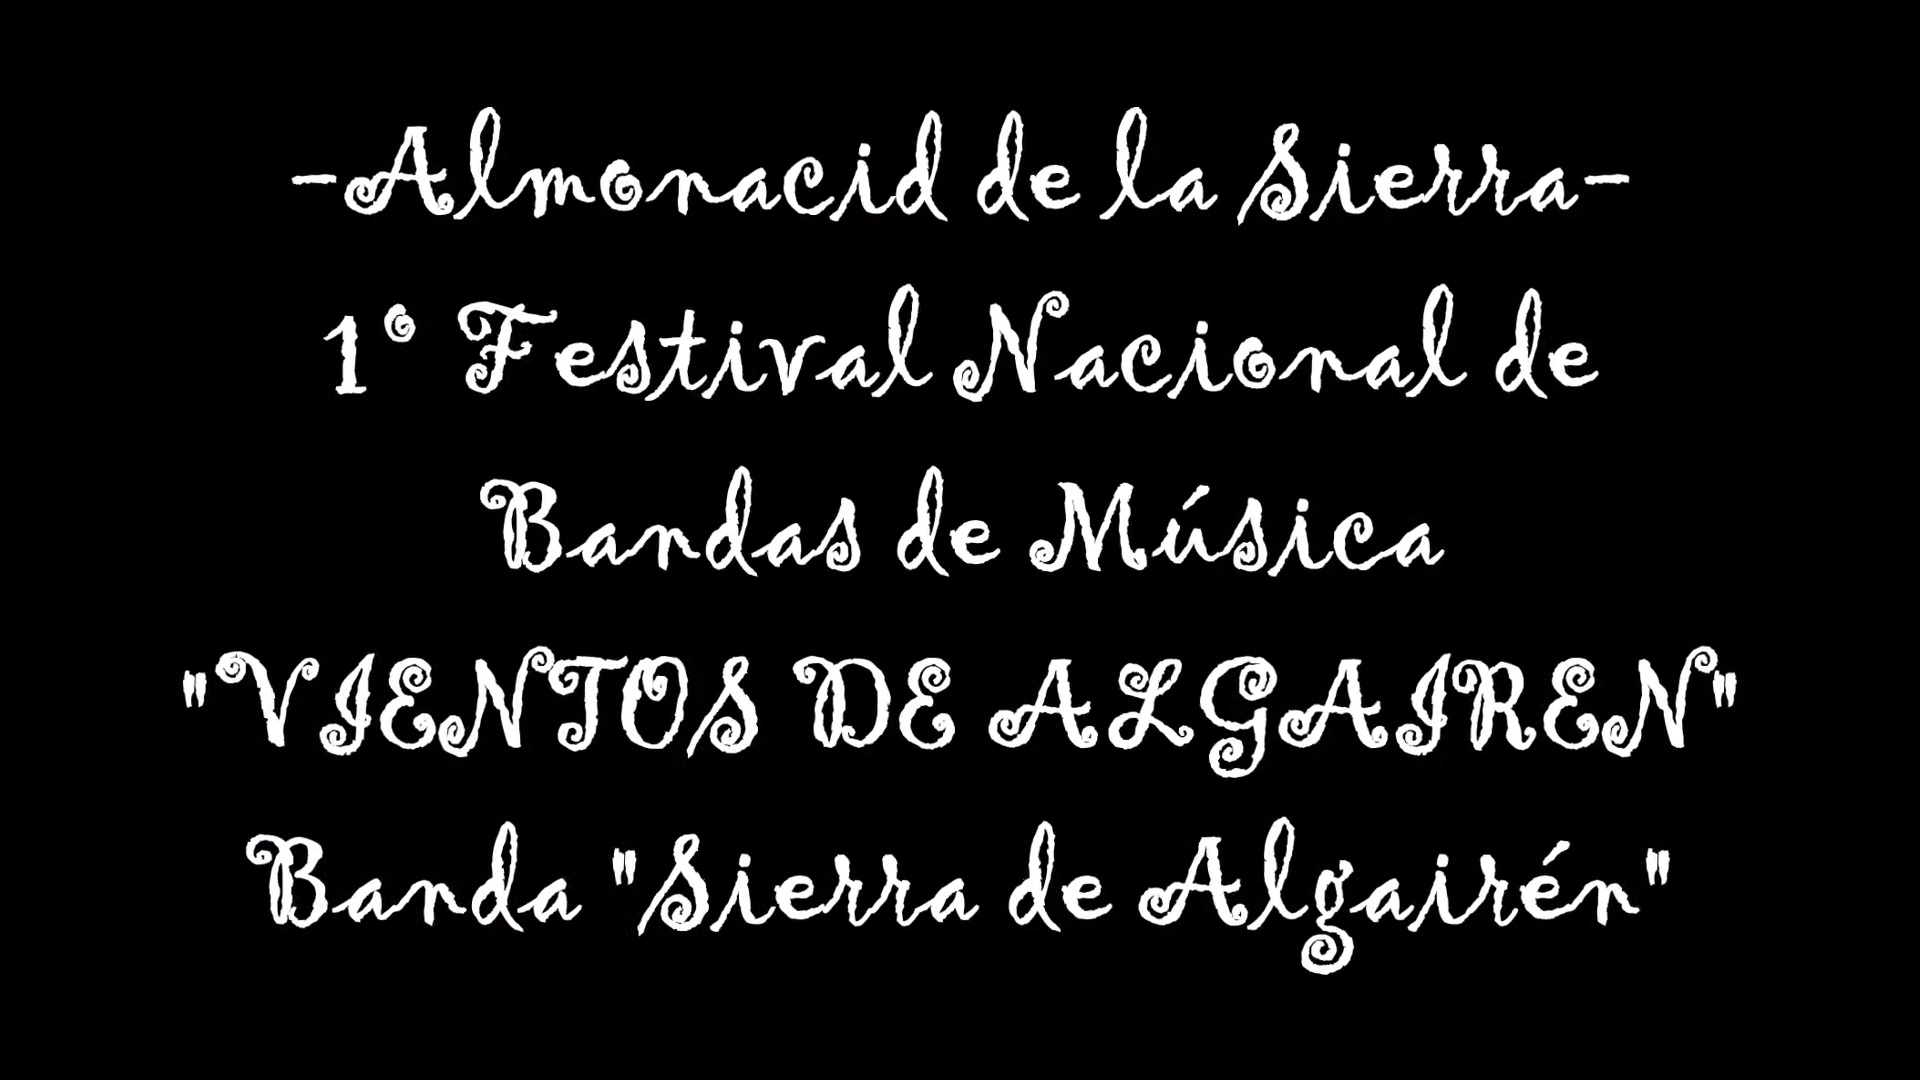 -Almonacid de la Sierra-
1° Festival Nacional de
Bandas de Música
"VIENTOS DE ALGAIREN"
Banda "Sierra de Algairén"